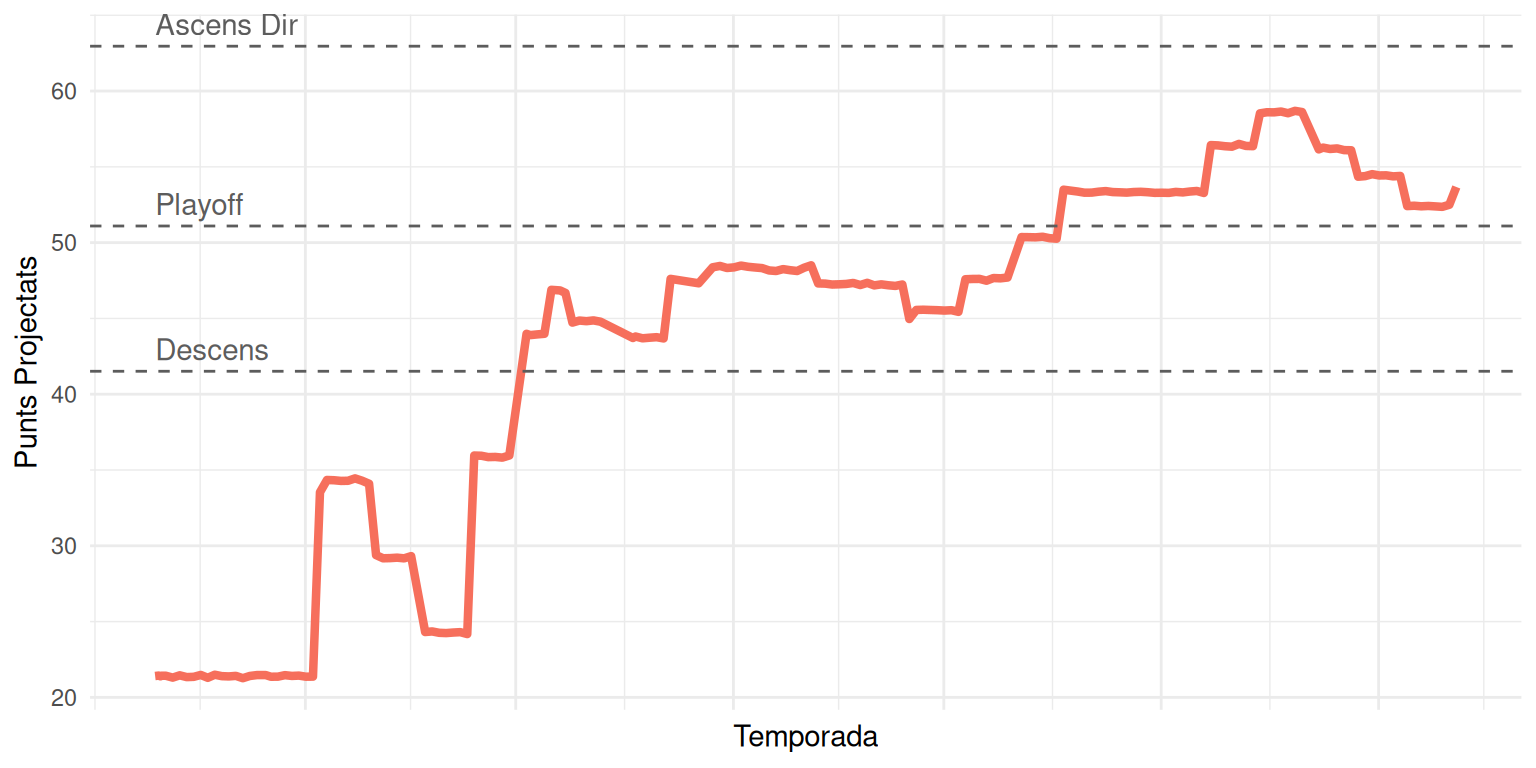 Ascens Dir
60
Playoff
50
Descens
40
30
20
Punts Projectats
Temporada